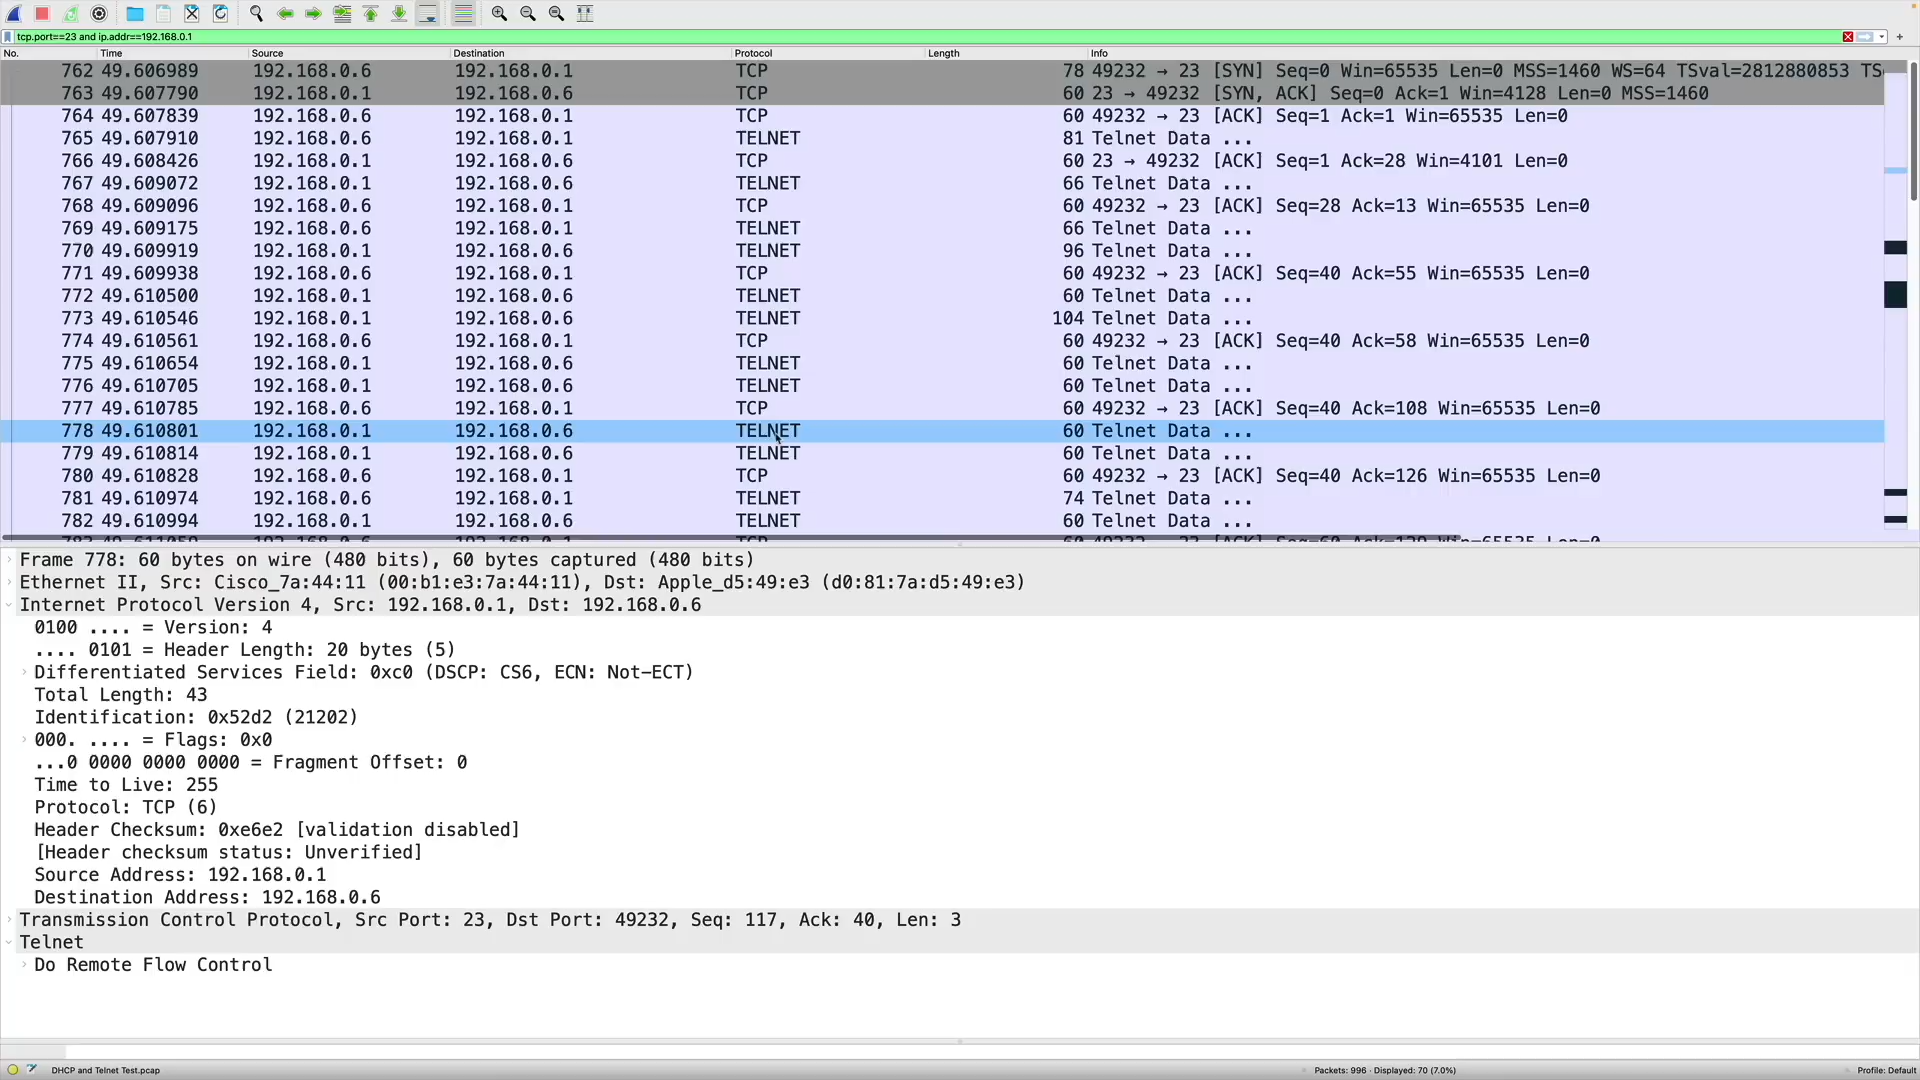 tcp.port==23 and ip.addr==192.168.0.1
No. Time Source Destination Protocol Length Info
762 49.606989 192.168.0.6 192.168.0.1 TCP 78 49232 → 23 [SYN] Seq=0 Win=65535 Len=0 MSS=1460 WS=64 TSval=2812880853 TS
763 49.607790 192.168.0.1 192.168.0.6 TCP 60 23 → 49232 [SYN, ACK] Seq=0 Ack=1 Win=4128 Len=0 MSS=1460
764 49.607839 192.168.0.6 192.168.0.1 TCP 60 49232 → 23 [ACK] Seq=1 Ack=1 Win=65535 Len=0
765 49.607910 192.168.0.6 192.168.0.1 TELNET 81 Telnet Data ...
766 49.608426 192.168.0.1 192.168.0.6 TCP 60 23 → 49232 [ACK] Seq=1 Ack=28 Win=4101 Len=0
767 49.609072 192.168.0.1 192.168.0.6 TELNET 66 Telnet Data ...
768 49.609096 192.168.0.6 192.168.0.1 TCP 60 49232 → 23 [ACK] Seq=28 Ack=13 Win=65535 Len=0
769 49.609175 192.168.0.6 192.168.0.1 TELNET 66 Telnet Data ...
770 49.609919 192.168.0.1 192.168.0.6 TELNET 96 Telnet Data ...
771 49.609938 192.168.0.6 192.168.0.1 TCP 60 49232 → 23 [ACK] Seq=40 Ack=55 Win=65535 Len=0
772 49.610500 192.168.0.1 192.168.0.6 TELNET 60 Telnet Data ...
773 49.610546 192.168.0.1 192.168.0.6 TELNET 104 Telnet Data ...
774 49.610561 192.168.0.6 192.168.0.1 TCP 60 49232 → 23 [ACK] Seq=40 Ack=58 Win=65535 Len=0
775 49.610654 192.168.0.1 192.168.0.6 TELNET 60 Telnet Data ...
776 49.610705 192.168.0.1 192.168.0.6 TELNET 60 Telnet Data ...
777 49.610785 192.168.0.6 192.168.0.1 TCP 60 49232 → 23 [ACK] Seq=40 Ack=108 Win=65535 Len=0
778 49.610801 192.168.0.1 192.168.0.6 TELNET 60 Telnet Data ...
779 49.610814 192.168.0.1 192.168.0.6 TELNET 60 Telnet Data ...
780 49.610828 192.168.0.6 192.168.0.1 TCP 60 49232 → 23 [ACK] Seq=40 Ack=126 Win=65535 Len=0
781 49.610974 192.168.0.6 192.168.0.1 TELNET 74 Telnet Data ...
782 49.610994 192.168.0.1 192.168.0.6 TELNET 60 Telnet Data ...
Frame 778: 60 bytes on wire (480 bits), 60 bytes captured (480 bits)
Ethernet II, Src: Cisco_7a:44:11 (00:b1:e3:7a:44:11), Dst: Apple_d5:49:e3 (d0:81:7a:d5:49:e3)
Internet Protocol Version 4, Src: 192.168.0.1, Dst: 192.168.0.6
0100 .... = Version: 4
.... 0101 = Header Length: 20 bytes (5)
Differentiated Services Field: 0xc0 (DSCP: CS6, ECN: Not-ECT)
Total Length: 43
Identification: 0x52d2 (21202)
000. .... = Flags: 0x0
...0 0000 0000 0000 = Fragment Offset: 0
Time to Live: 255
Protocol: TCP (6)
Header Checksum: 0xe6e2 [validation disabled]
[Header checksum status: Unverified]
Source Address: 192.168.0.1
Destination Address: 192.168.0.6
Transmission Control Protocol, Src Port: 23, Dst Port: 49232, Seq: 117, Ack: 40, Len: 3
Telnet
Do Remote Flow Control
DHCP and Telnet Test.pcap Packets: 996 · Displayed: 70 (7.0%) Profile: Default